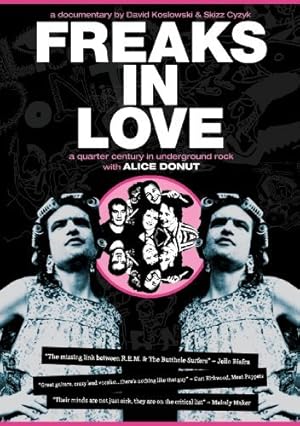 a documentary by David Koslowski & Skizz Cyzyk
FREAKS
IN
LOVE
a quarter century in underground rock
with ALICE DONUT
"The missing link between R.E.M. & The Butthole Surfers" – Jello Biafra
"Great guitars, crazy lead vocals...there's nothing like that guy" – Curt Kirkwood, Meat Puppets
"Their minds are not just sick, they are on the critical list" – Melody Maker